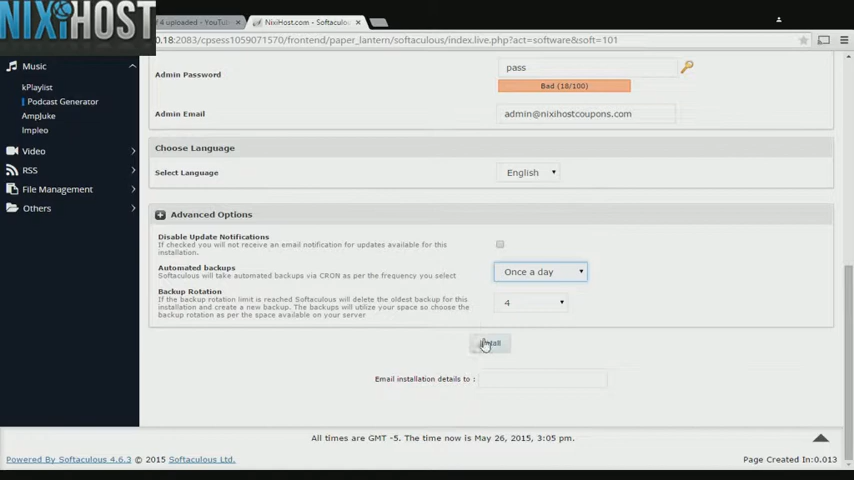 NIXIHOST
4 uploaded - YouTu
NixiHost.com - Softaculou
.18:2083/cpsess1059071570/frontend/paper_lantern/softaculous/index.live.php?act=software&soft=101
Music
kPlaylist
Podcast Generator
AmpJuke
Impleo
Video
RSS
File Management
Others
Admin Password
pass
Bad (18/100)
Admin Email
admin@nixihostcoupons.com
Choose Language
Select Language
English
Advanced Options
Disable Update Notifications
If checked you will not receive an email notification for updates available for this
installation.
Automated backups
Softaculous will take automated backups via CRON as per the frequency you select
Once a day
Backup Rotation
If the backup rotation limit is reached Softaculous will delete the oldest backup for this
installation and create a new backup. The backups will utilize your space so choose the
backup rotation as per the space available on your server
4
Install
Email installation details to :
All times are GMT -5. The time now is May 26, 2015, 3:05 pm.
Powered By Softaculous 4.6.3 © 2015 Softaculous Ltd.
Page Created In:0.013